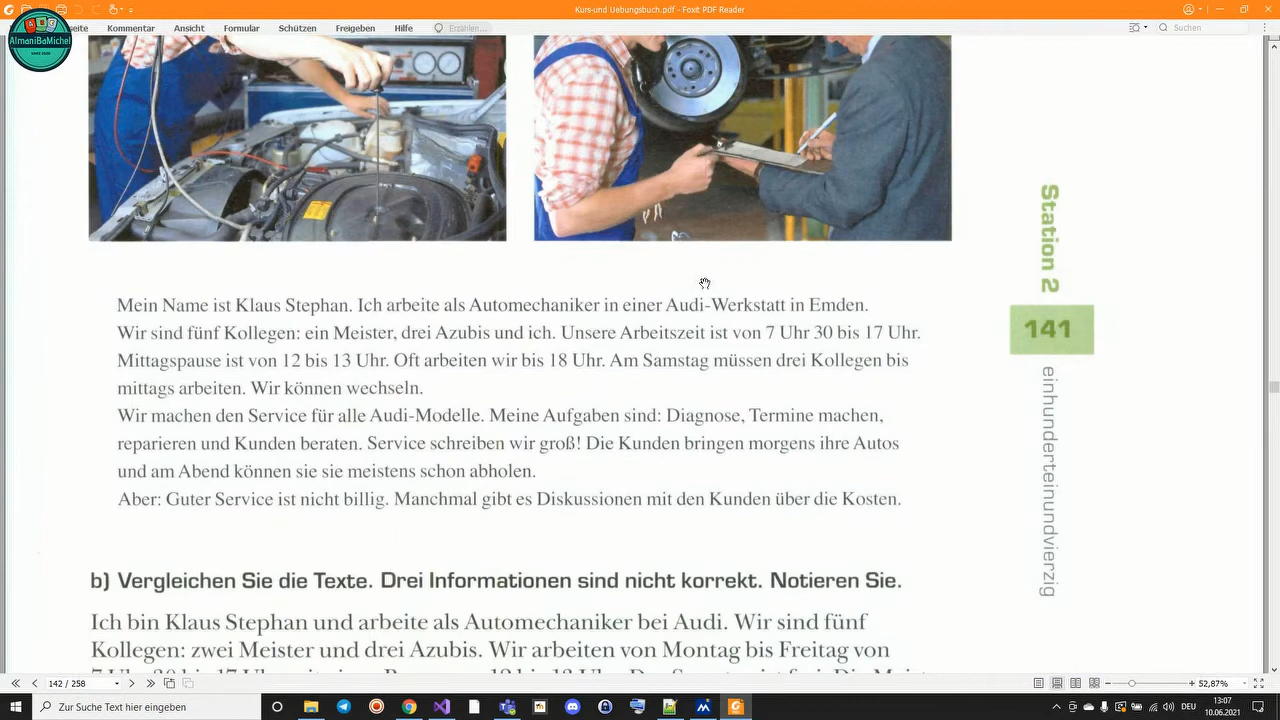 Kurs-und Uebungsbuch.pdf - Foxit PDF Reader
seite Kommentar Ansicht Formular Schützen Freigeben Hilfe Erzählen... Suchen
ABC
AlmaniBaMichel
SINCE 2020
Mein Name ist Klaus Stephan. Ich arbeite als Automechaniker in einer Audi-Werkstatt in Emden.
Wir sind fünf Kollegen: ein Meister, drei Azubis und ich. Unsere Arbeitszeit ist von 7 Uhr 30 bis 17 Uhr.
Mittagspause ist von 12 bis 13 Uhr. Oft arbeiten wir bis 18 Uhr. Am Samstag müssen drei Kollegen bis
mittags arbeiten. Wir können wechseln.
Wir machen den Service für alle Audi-Modelle. Meine Aufgaben sind: Diagnose, Termine machen,
reparieren und Kunden beraten. Service schreiben wir groß! Die Kunden bringen morgens ihre Autos
und am Abend können sie sie meistens schon abholen.
Aber: Guter Service ist nicht billig. Manchmal gibt es Diskussionen mit den Kunden über die Kosten.
Station 2
141
einhunderteinundvierzig
b) Vergleichen Sie die Texte. Drei Informationen sind nicht korrekt. Notieren Sie.
Ich bin Klaus Stephan und arbeite als Automechaniker bei Audi. Wir sind fünf
Kollegen: zwei Meister und drei Azubis. Wir arbeiten von Montag bis Freitag von
142 / 258
52,87%
Zur Suche Text hier eingeben
DEU
13:07
10.06.2021